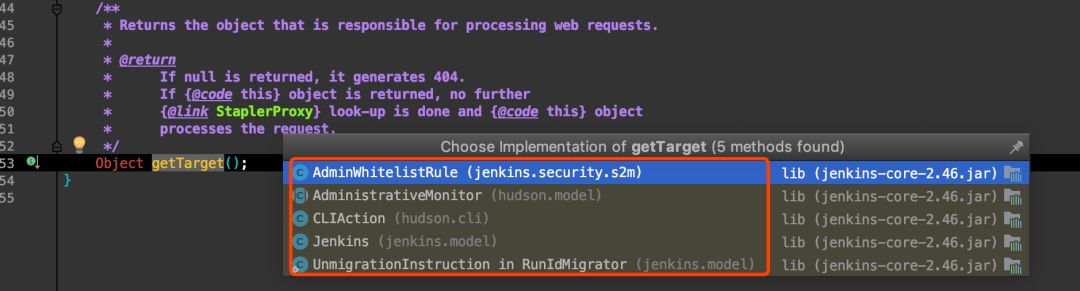 44 /**
45 * Returns the object that is responsible for processing web requests.
46 *
47 * @return
48 * If null is returned, it generates 404.
49 * If {@code this} object is returned, no further
50 * {@link StaplerProxy} look-up is done and {@code this} object
51 * processes the request.
52 */
Choose Implementation of getTarget (5 methods found)
53 Object getTarget();
AdminWhitelistRule (jenkins.security.s2m) lib (jenkins-core-2.46.jar)
54 }
AdministrativeMonitor (hudson.model) lib (jenkins-core-2.46.jar)
55
CLIAction (hudson.cli) lib (jenkins-core-2.46.jar)
Jenkins (jenkins.model) lib (jenkins-core-2.46.jar)
UnmigrationInstruction in RunIdMigrator (jenkins.model) lib (jenkins-core-2.46.jar)